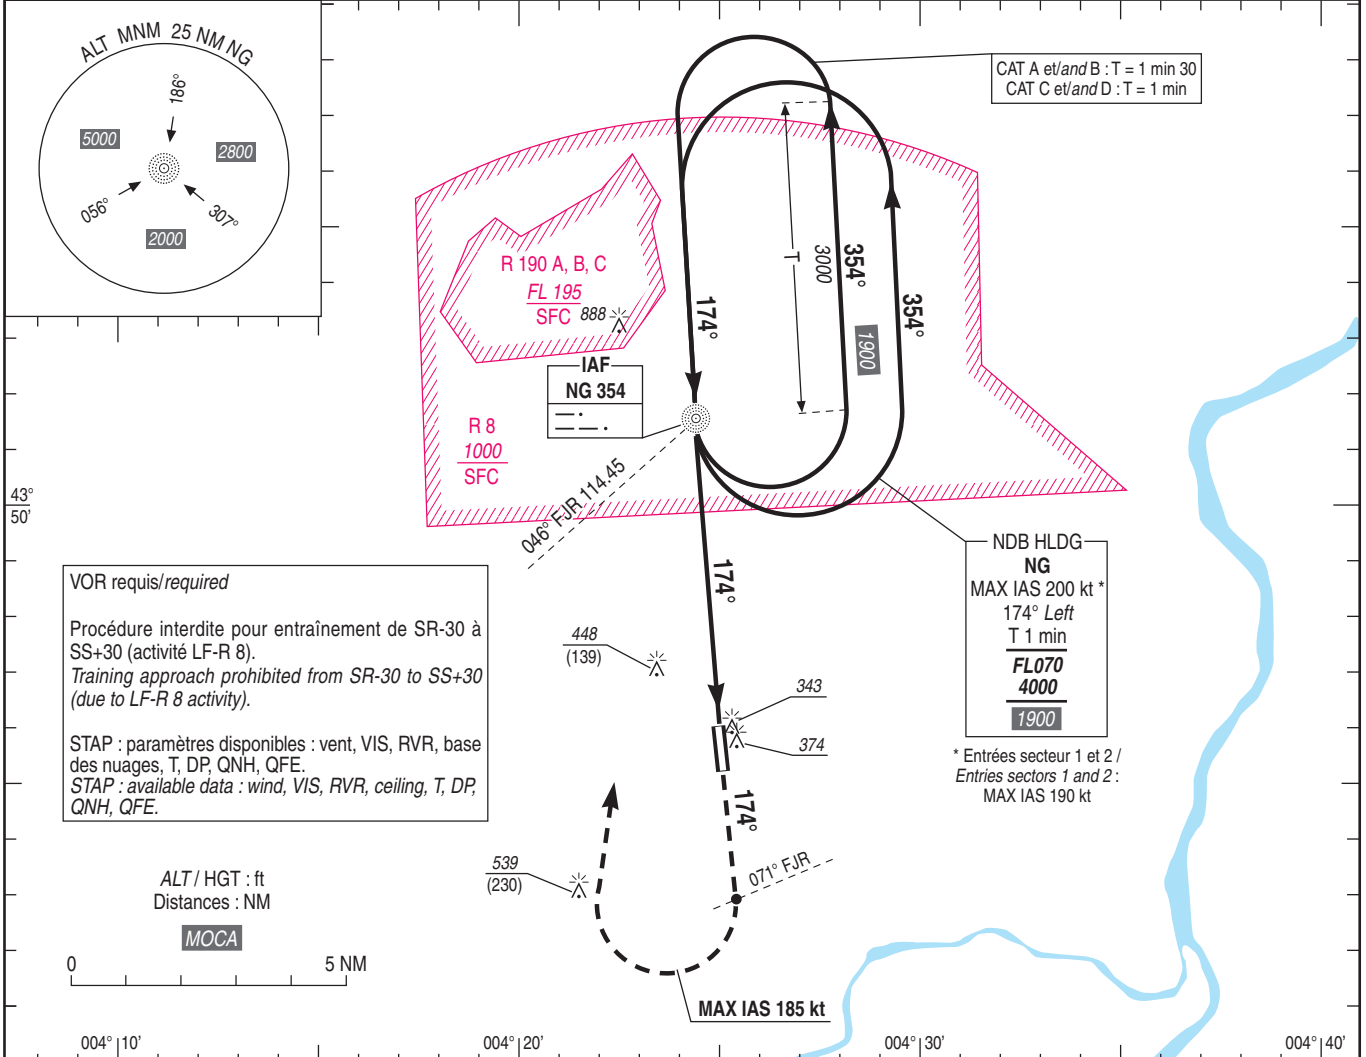 ALT MNM 25 NM NG
186°
5000
2800
056°
307°
2000
CAT A et/and B : T = 1 min 30
CAT C et/and D : T = 1 min
R 190 A, B, C
FL 195
SFC
888
174°
T
3000
354°
354°
1900
IAF
NG 354
R 8
1000
SFC
046° FJR 114.45
43°
50'
NDB HLDG
NG
MAX IAS 200 kt *
174° Left
T 1 min
FL070
4000
1900
* Entrées secteur 1 et 2 /
Entries sectors 1 and 2 :
MAX IAS 190 kt
VOR requis/required
Procédure interdite pour entraînement de SR-30 à
SS+30 (activité LF-R 8).
Training approach prohibited from SR-30 to SS+30
(due to LF-R 8 activity).
STAP : paramètres disponibles : vent, VIS, RVR, base
des nuages, T, DP, QNH, QFE.
STAP : available data : wind, VIS, RVR, ceiling, T, DP,
QNH, QFE.
174°
448
(139)
343
374
174°
539
(230)
071° FJR
ALT / HGT : ft
Distances : NM
MOCA
0 5 NM
MAX IAS 185 kt
004° 10' 004° 20' 004° 30' 004° 40'